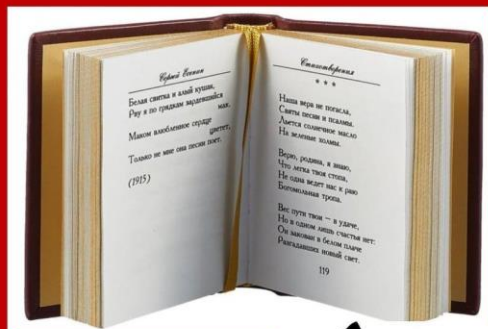 Сергей Есенин
Белая свитка и алый кушак,
Рву я по грядкам зардевшийся
мак.
Маком влюбленное сердце
цветет,
Только не мне она песни поет.
(1915)
Стихотворения
* * *
Наша вера не погасла,
Святы песни и псалмы.
Льется солнечное масло
На зеленые холмы.
Верю, родина, я знаю,
Что легка твоя стопа,
Не одна ведет нас к раю
Богомольная тропа.
Все пути твои — в удаче,
Но в одном лишь счастья нет:
Он закован в белом плаче
Разгадавших новый свет.
119